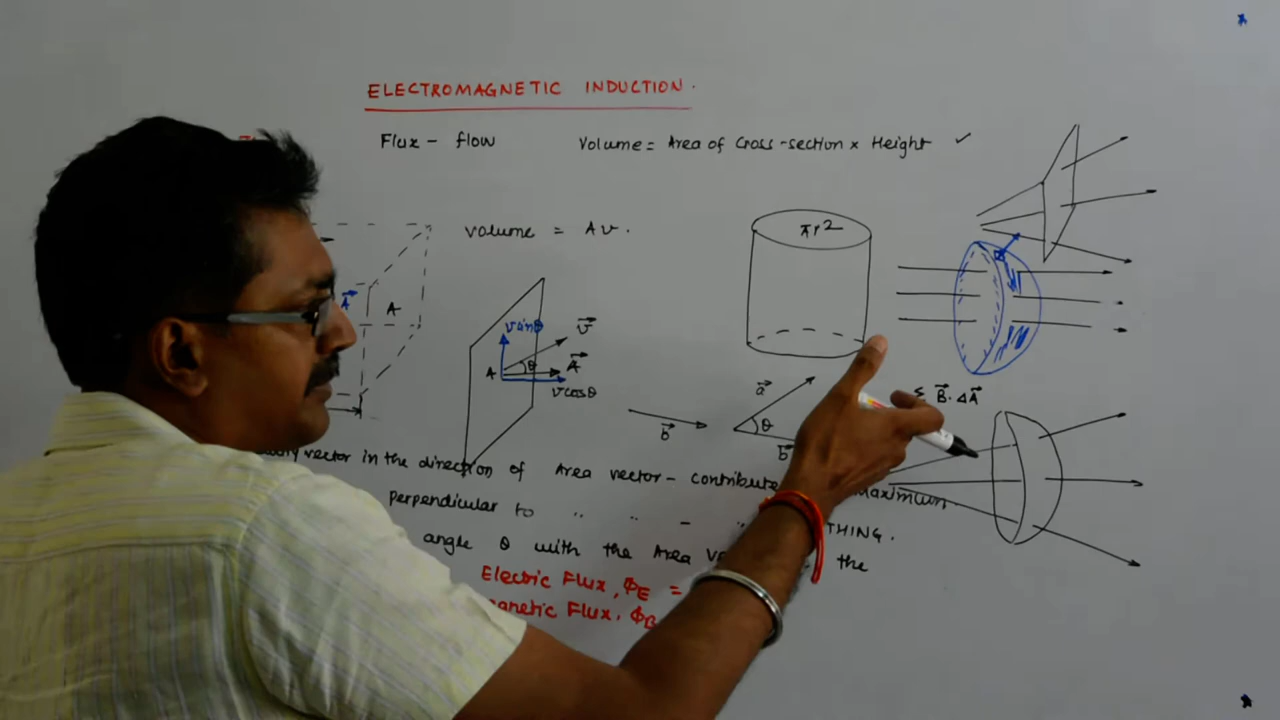 ELECTROMAGNETIC INDUCTION.
Flux - flow
Volume = Area of Cross-section x Height ✓
volume = Av.
πr2
A⃗
A
v sinθ
v⃗
θ
A
A⃗
v cosθ
b⃗
a⃗
θ
b⃗
Σ B⃗. ΔA⃗
vector in the direction of Area vector - contribute maximum
Perpendicular to " " - " THING.
angle θ with the Area the
Electric Flux, ΦE =
Flux, ΦB